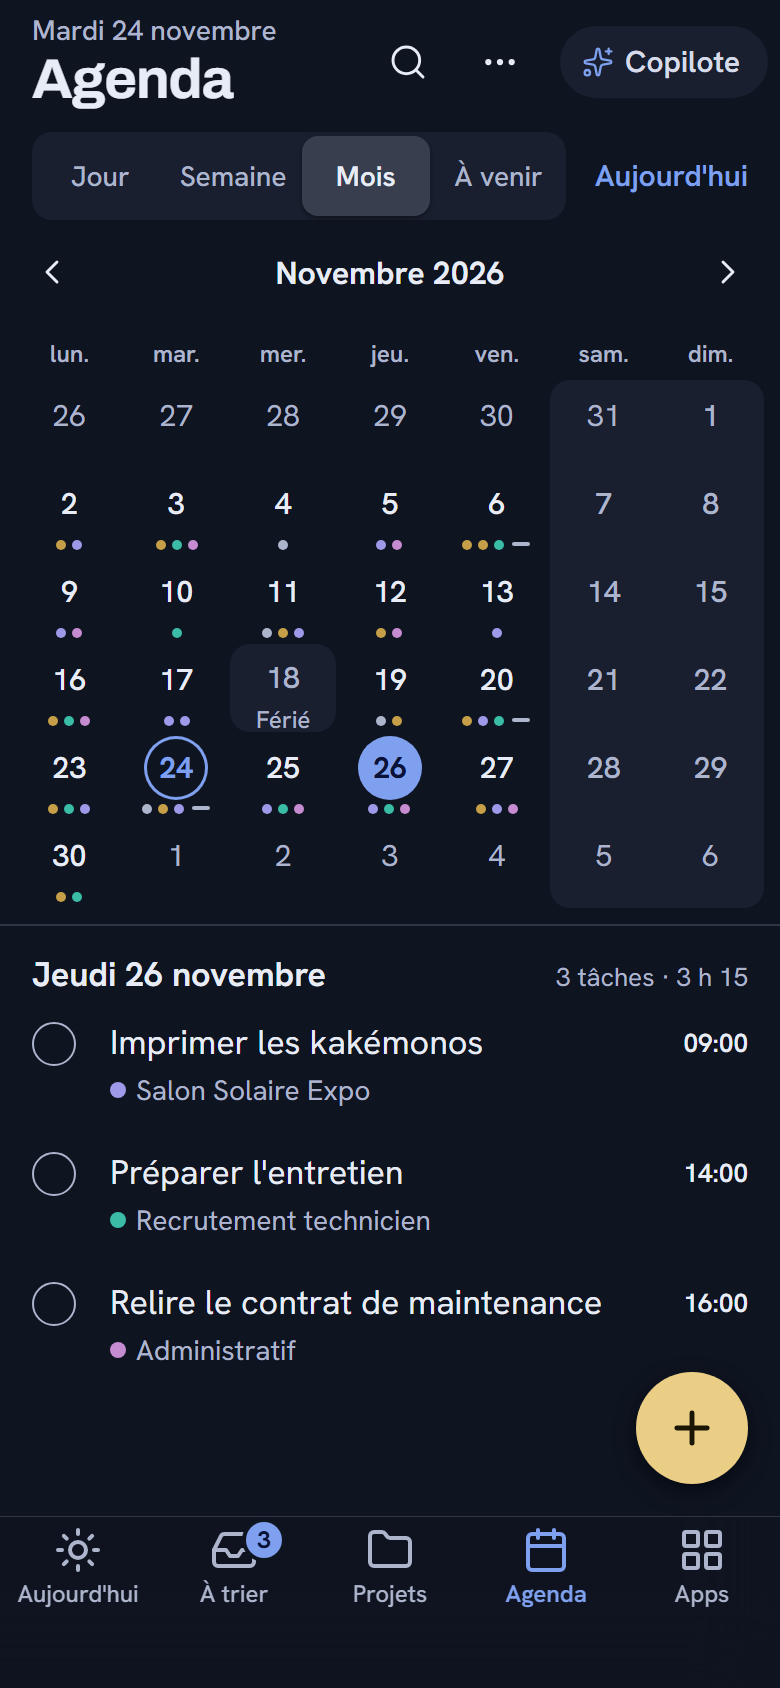 Mardi 24 novembre
Agenda
Copilote
Jour Semaine Mois À venir Aujourd'hui
Novembre 2026
lun. mar. mer. jeu. ven. sam. dim.
26 27 28 29 30 31 1
2 3 4 5 6 7 8
9 10 11 12 13 14 15
16 17 18 19 20 21 22
Férié
23 24 25 26 27 28 29
30 1 2 3 4 5 6
Jeudi 26 novembre 3 tâches · 3 h 15
Imprimer les kakémonos 09:00
Salon Solaire Expo
Préparer l'entretien 14:00
Recrutement technicien
Relire le contrat de maintenance 16:00
Administratif
3
Aujourd'hui À trier Projets Agenda Apps